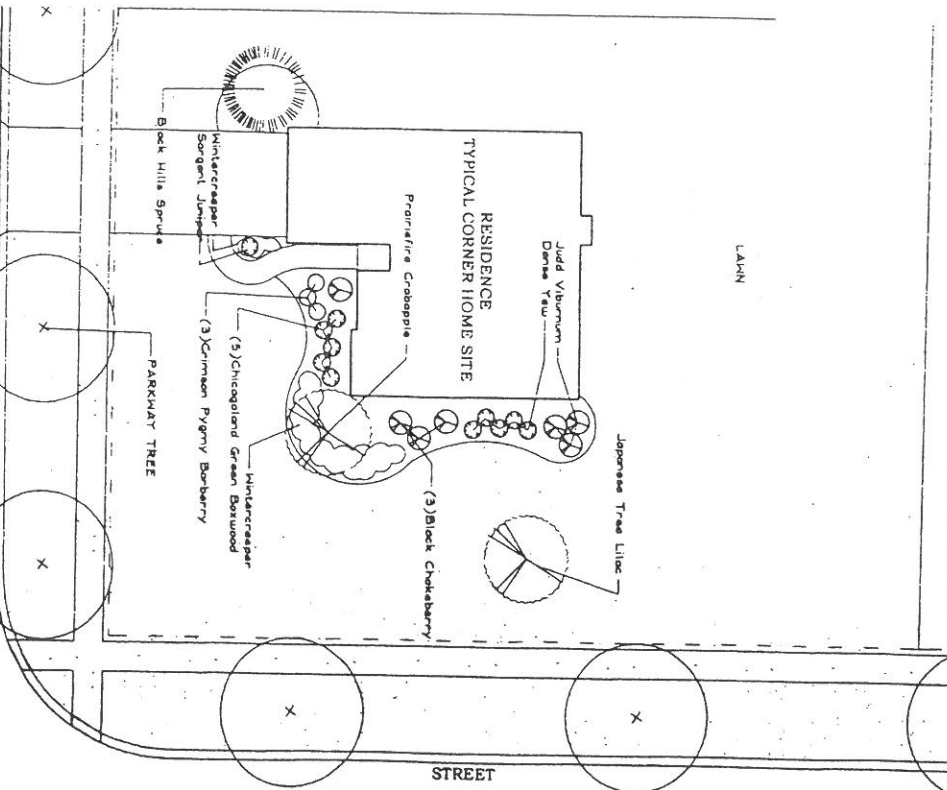 LAWN
Judd Viburnum
Dense Yew
RESIDENCE
TYPICAL CORNER HOME SITE
Prairiefire Crabapple
Japanese Tree Lilac
(3)Black Chokeberry
Wintercreeper
(5)Chicagoland Green Boxwood
(3)Crimson Pygmy Barberry
Wintercreeper
Sargent Juniper
Black Hills Spruce
PARKWAY TREE
STREET